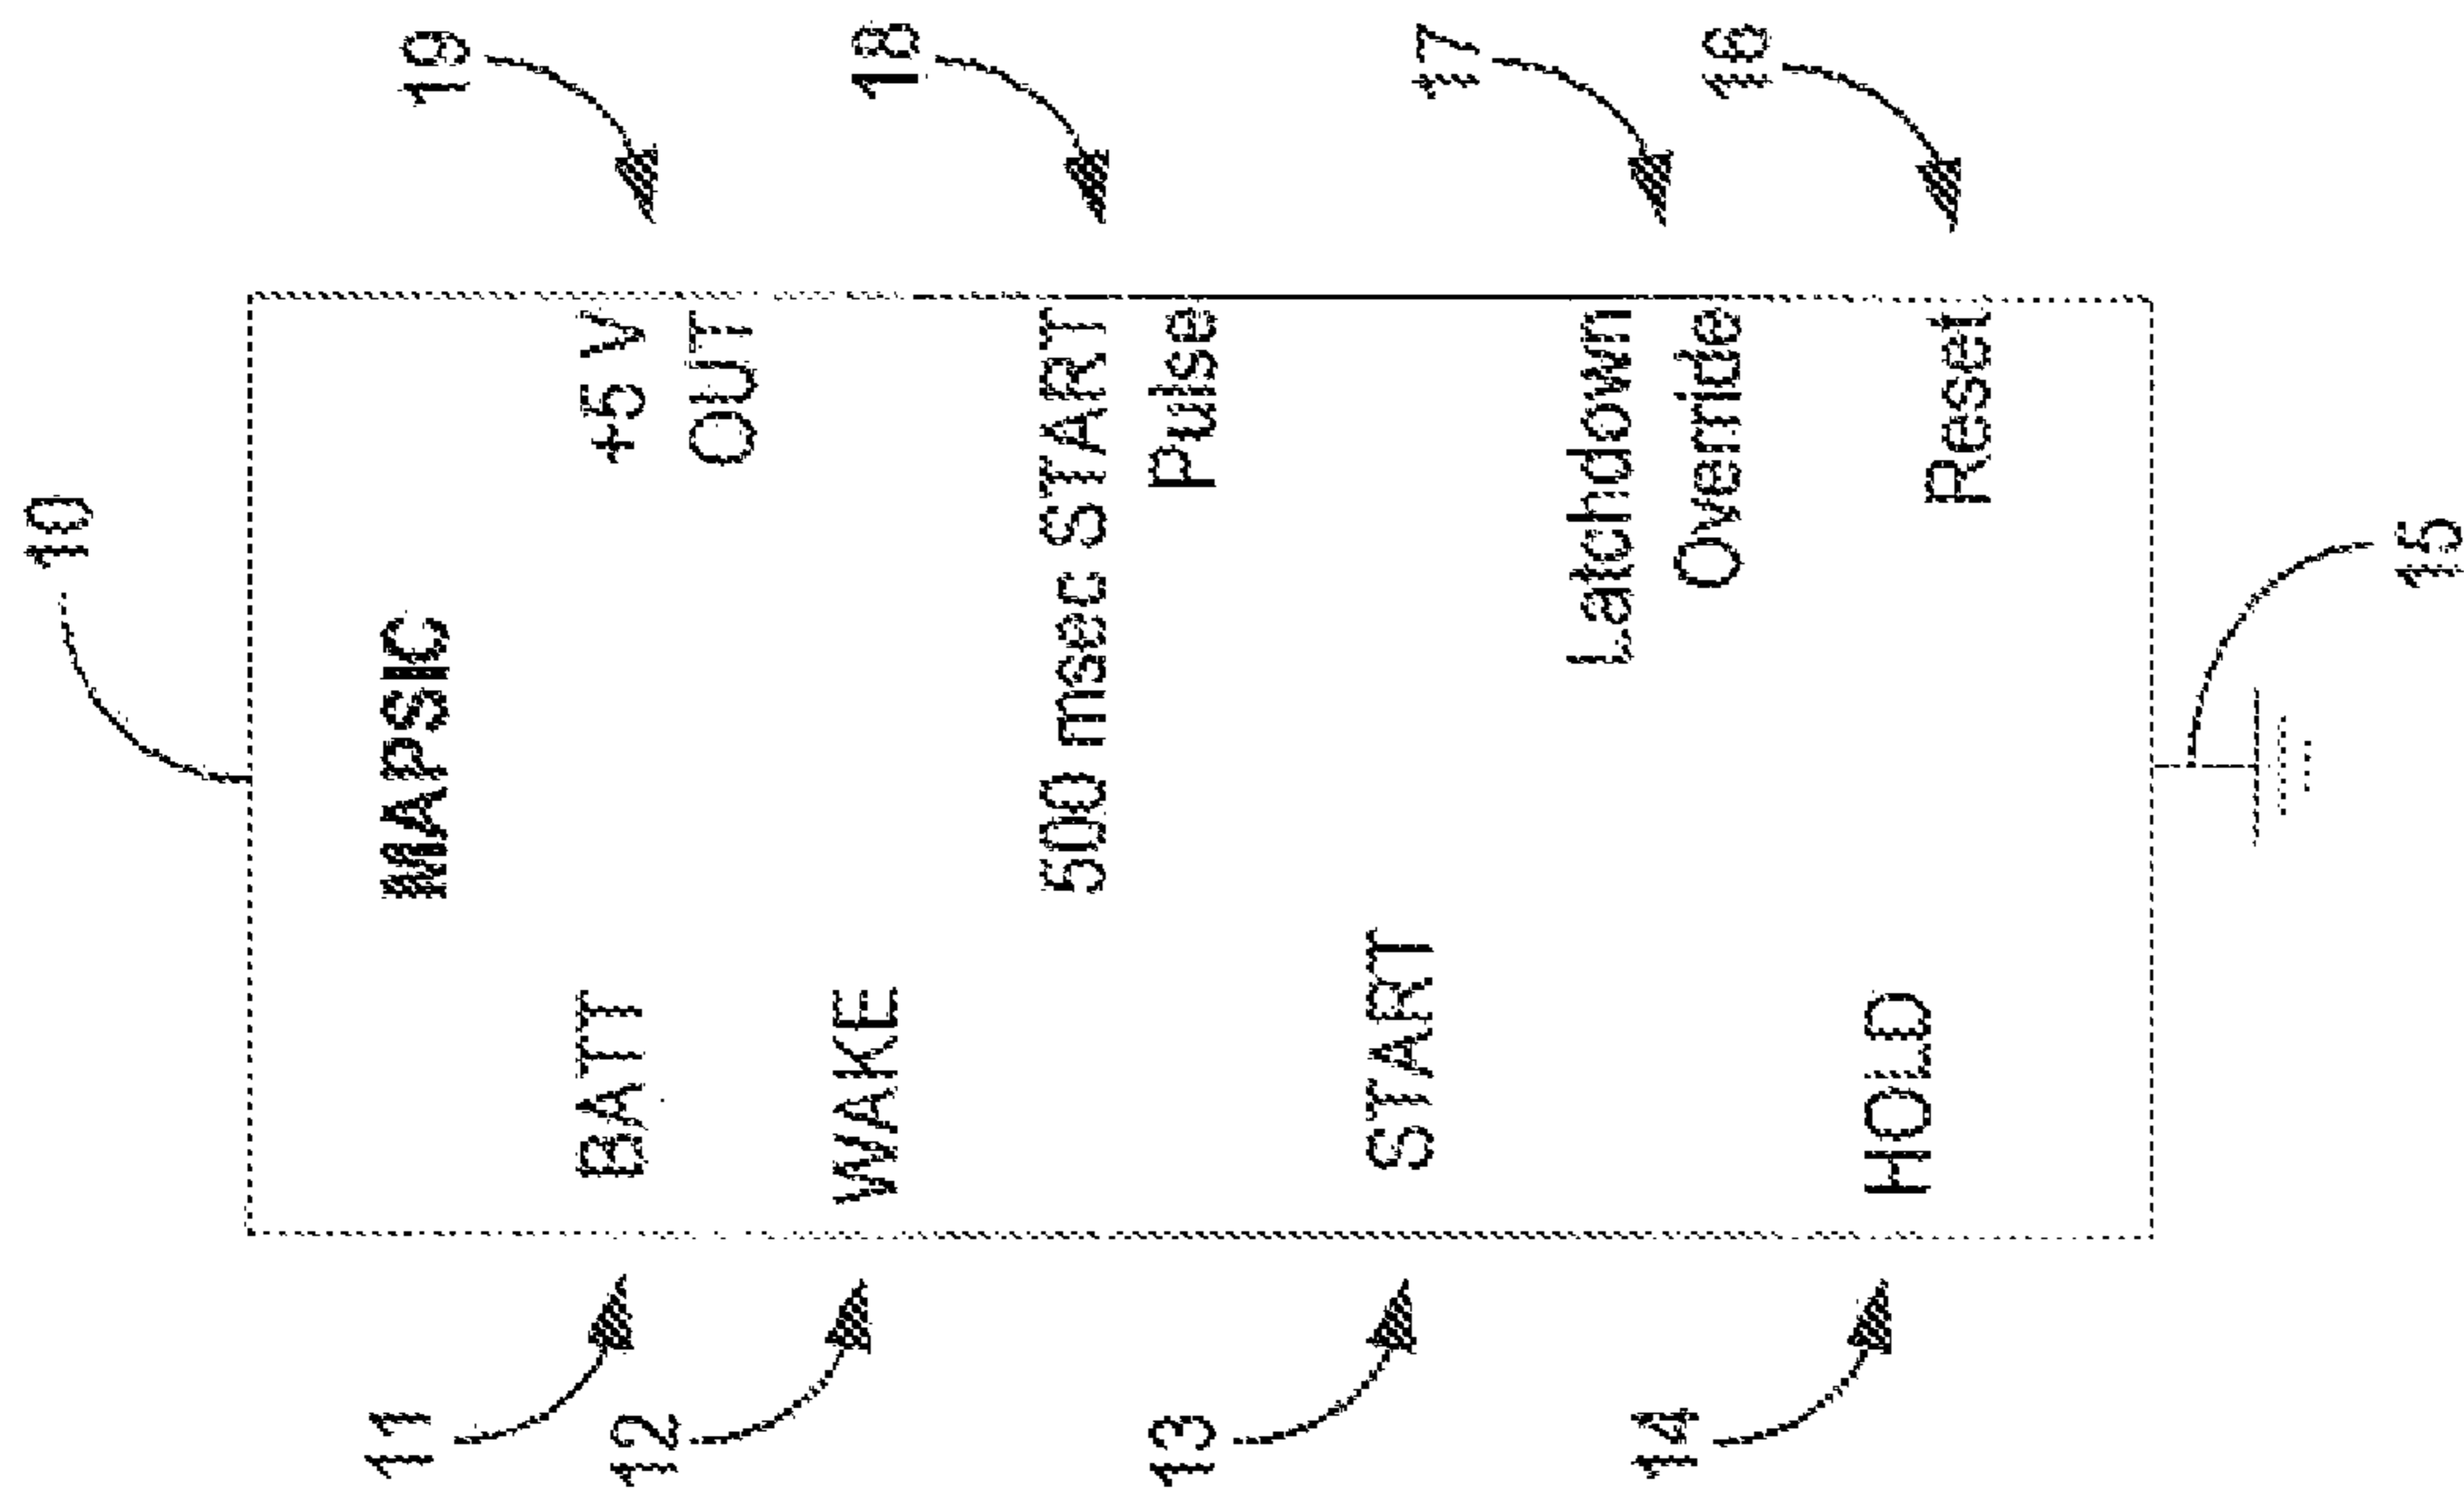 10
MAPSIC
11
19
BATT
+5 V
OUT
12
WAKE
18
500 msec START
Pulse
13
START
17
Latchdown
Override
14
HOLD
16
Reset
15